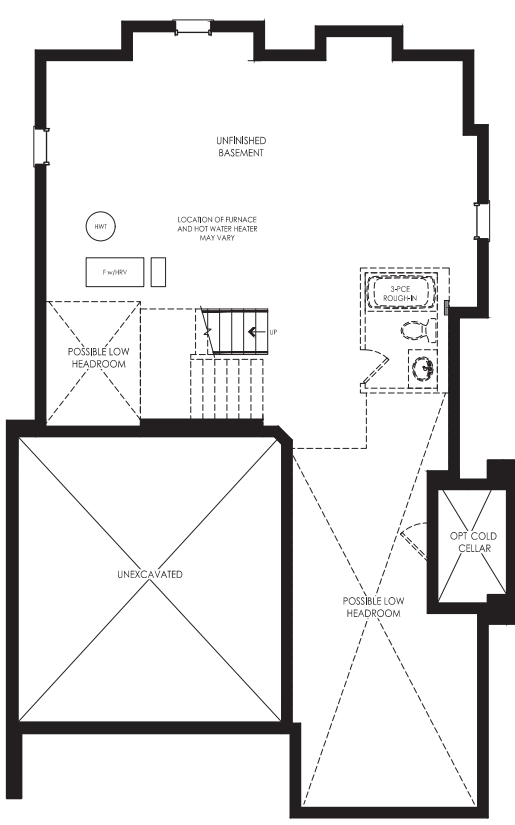 UNFINISHED
BASEMENT
LOCATION OF FURNACE
AND HOT WATER HEATER
MAY VARY
HWT
F w/HRV
3-PCE
ROUGH-IN
UP
POSSIBLE LOW
HEADROOM
OPT COLD
CELLAR
UNEXCAVATED
POSSIBLE LOW
HEADROOM